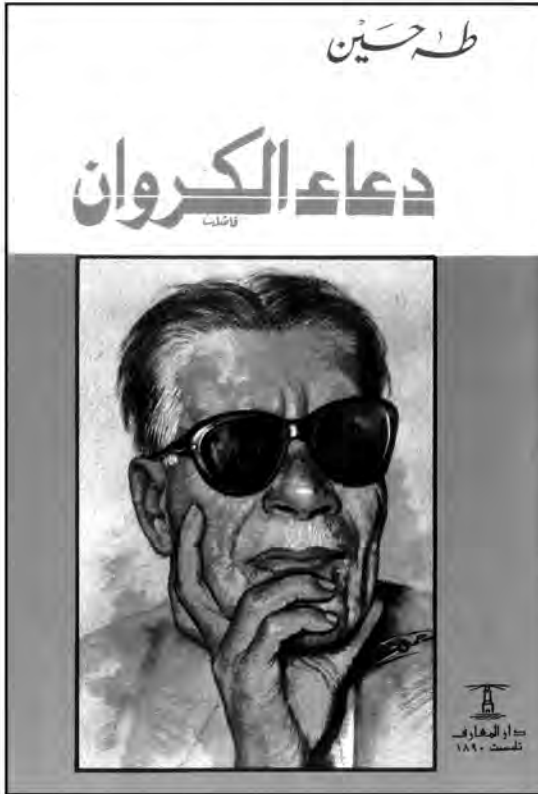 طه حسين
دعاء الكروان
دار المعارف
تأسست ١٨٩٠